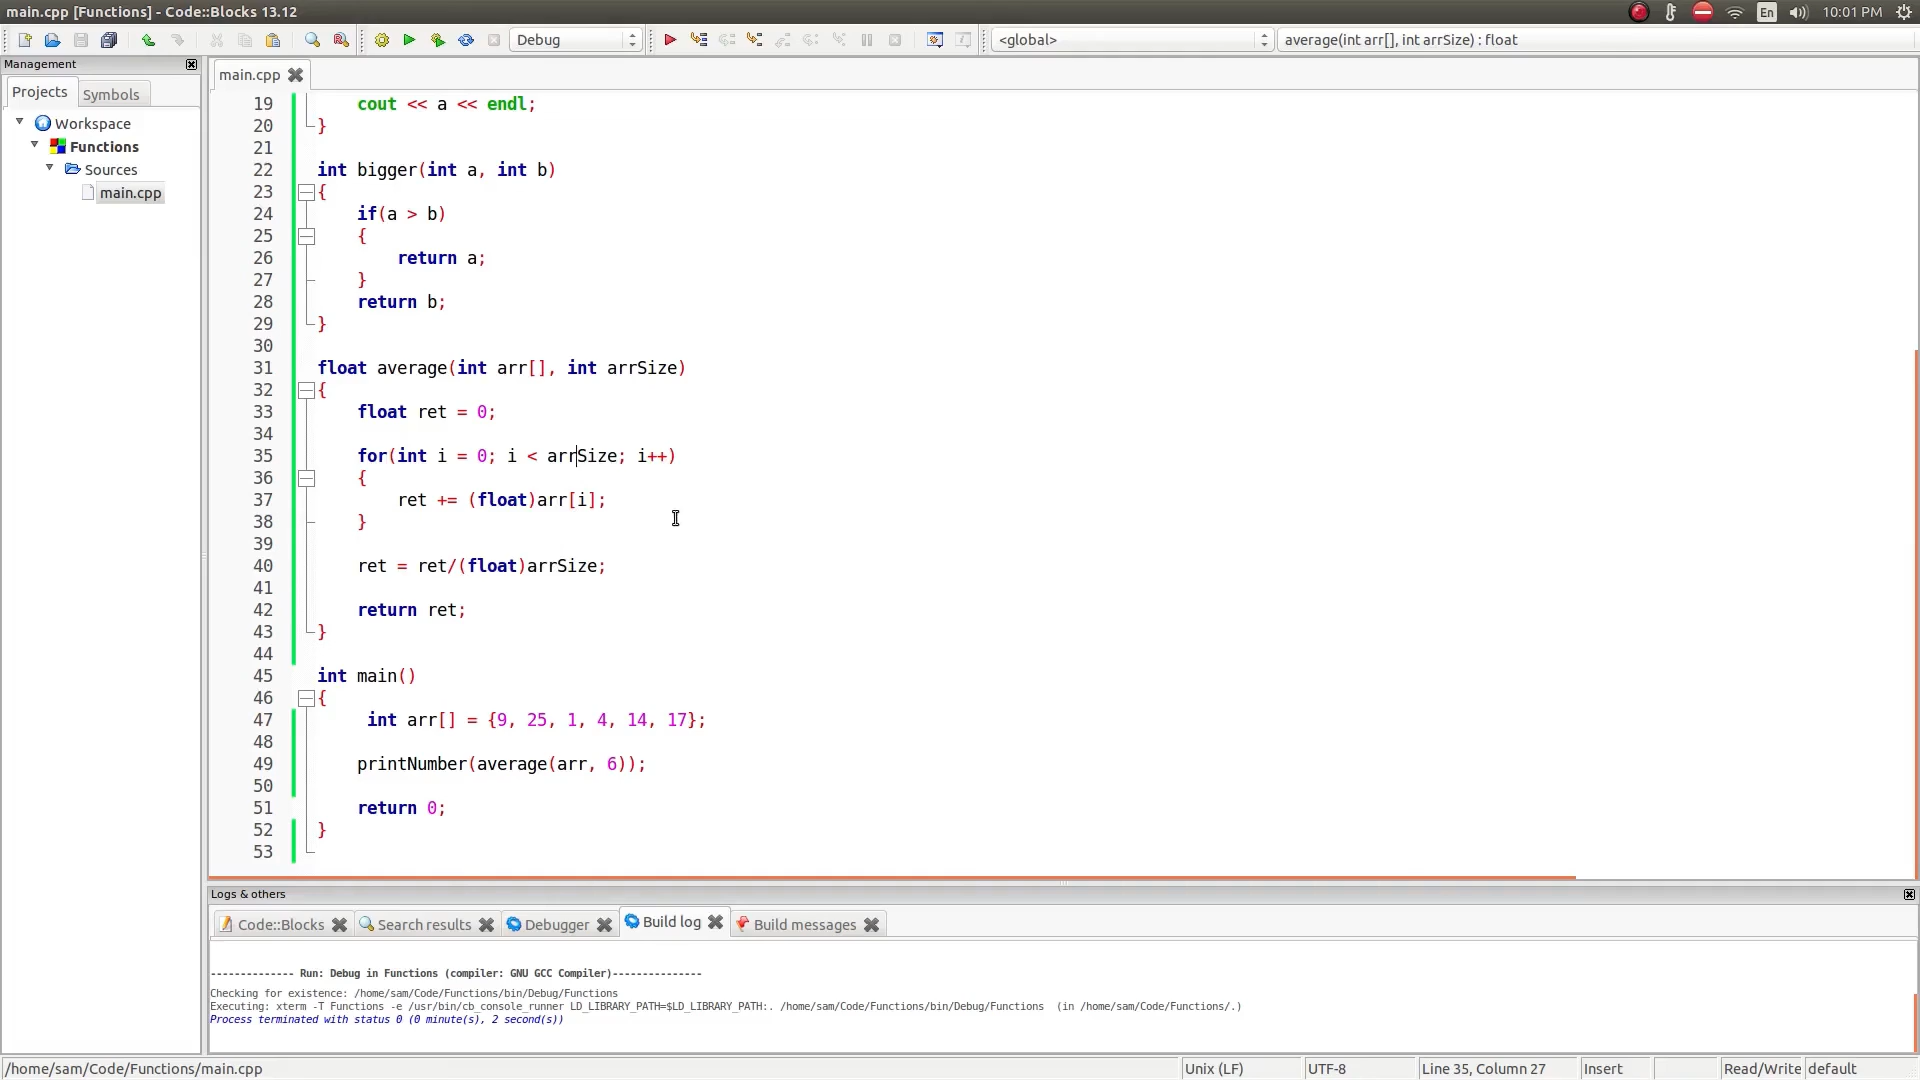 main.cpp [Functions] - Code::Blocks 13.12
En
10:01 PM
Debug
<global>
average(int arr[], int arrSize) : float
Management
Projects
Symbols
Workspace
Functions
Sources
main.cpp
main.cpp
19 cout << a << endl;
20 }
21
22 int bigger(int a, int b)
23 {
24 if(a > b)
25 {
26 return a;
27 }
28 return b;
29 }
30
31 float average(int arr[], int arrSize)
32 {
33 float ret = 0;
34
35 for(int i = 0; i < arrSize; i++)
36 {
37 ret += (float)arr[i];
38 }
39
40 ret = ret/(float)arrSize;
41
42 return ret;
43 }
44
45 int main()
46 {
47 int arr[] = {9, 25, 1, 4, 14, 17};
48
49 printNumber(average(arr, 6));
50
51 return 0;
52 }
53
Logs & others
Code::Blocks
Search results
Debugger
Build log
Build messages
-------------- Run: Debug in Functions (compiler: GNU GCC Compiler)---------------
Checking for existence: /home/sam/Code/Functions/bin/Debug/Functions
Executing: xterm -T Functions -e /usr/bin/cb_console_runner LD_LIBRARY_PATH=$LD_LIBRARY_PATH:. /home/sam/Code/Functions/bin/Debug/Functions  (in /home/sam/Code/Functions/.)
Process terminated with status 0 (0 minute(s), 2 second(s))
/home/sam/Code/Functions/main.cpp
Unix (LF)
UTF-8
Line 35, Column 27
Insert
Read/Write
default